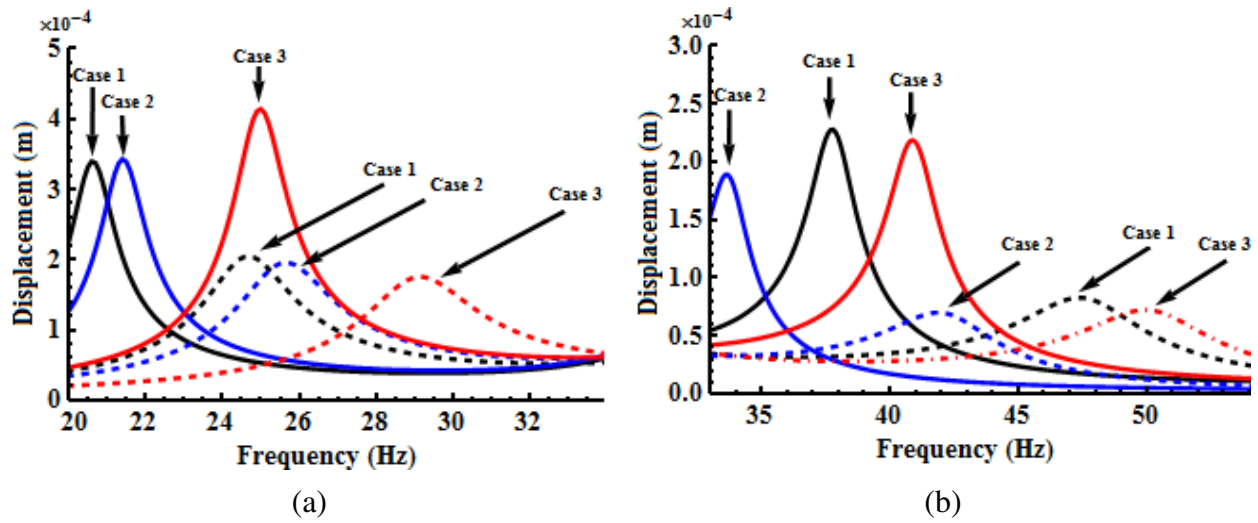 ×10⁻⁴
5
4
3
2
1
0
20 22 24 26 28 30 32
Displacement (m)
Frequency (Hz)
Case 1
Case 2
Case 3
Case 1
Case 2
Case 3
(a)
×10⁻⁴
3.0
2.5
2.0
1.5
1.0
0.5
0.0
35 40 45 50
Displacement (m)
Frequency (Hz)
Case 2
Case 1
Case 3
Case 2
Case 1
Case 3
(b)